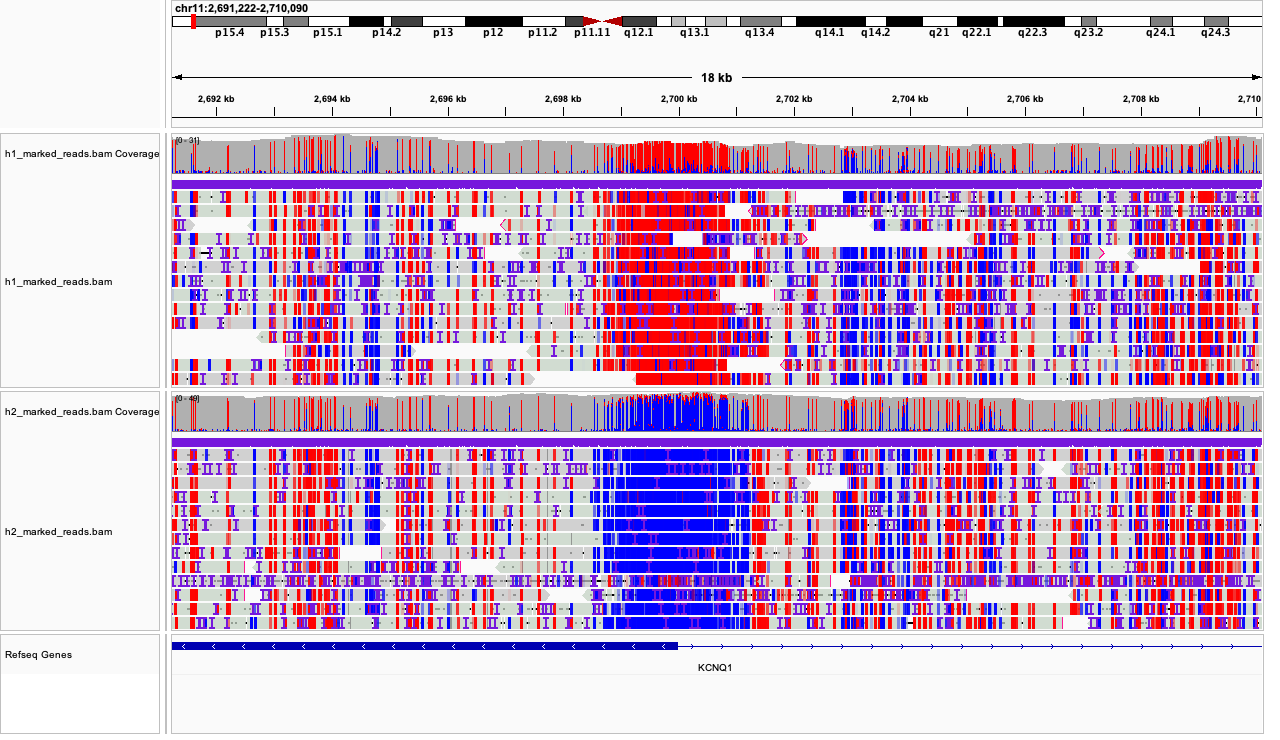 chr11:2,691,222-2,710,090
p15.4 p15.3 p15.1 p14.2 p13 p12 p11.2 p11.11 q12.1 q13.1 q13.4 q14.1 q14.2 q21 q22.1 q22.3 q23.2 q24.1 q24.3
18 kb
2,692 kb 2,694 kb 2,696 kb 2,698 kb 2,700 kb 2,702 kb 2,704 kb 2,706 kb 2,708 kb 2,710
[0 - 31]
h1_marked_reads.bam Coverage
h1_marked_reads.bam
[0 - 49]
h2_marked_reads.bam Coverage
h2_marked_reads.bam
Refseq Genes
KCNQ1